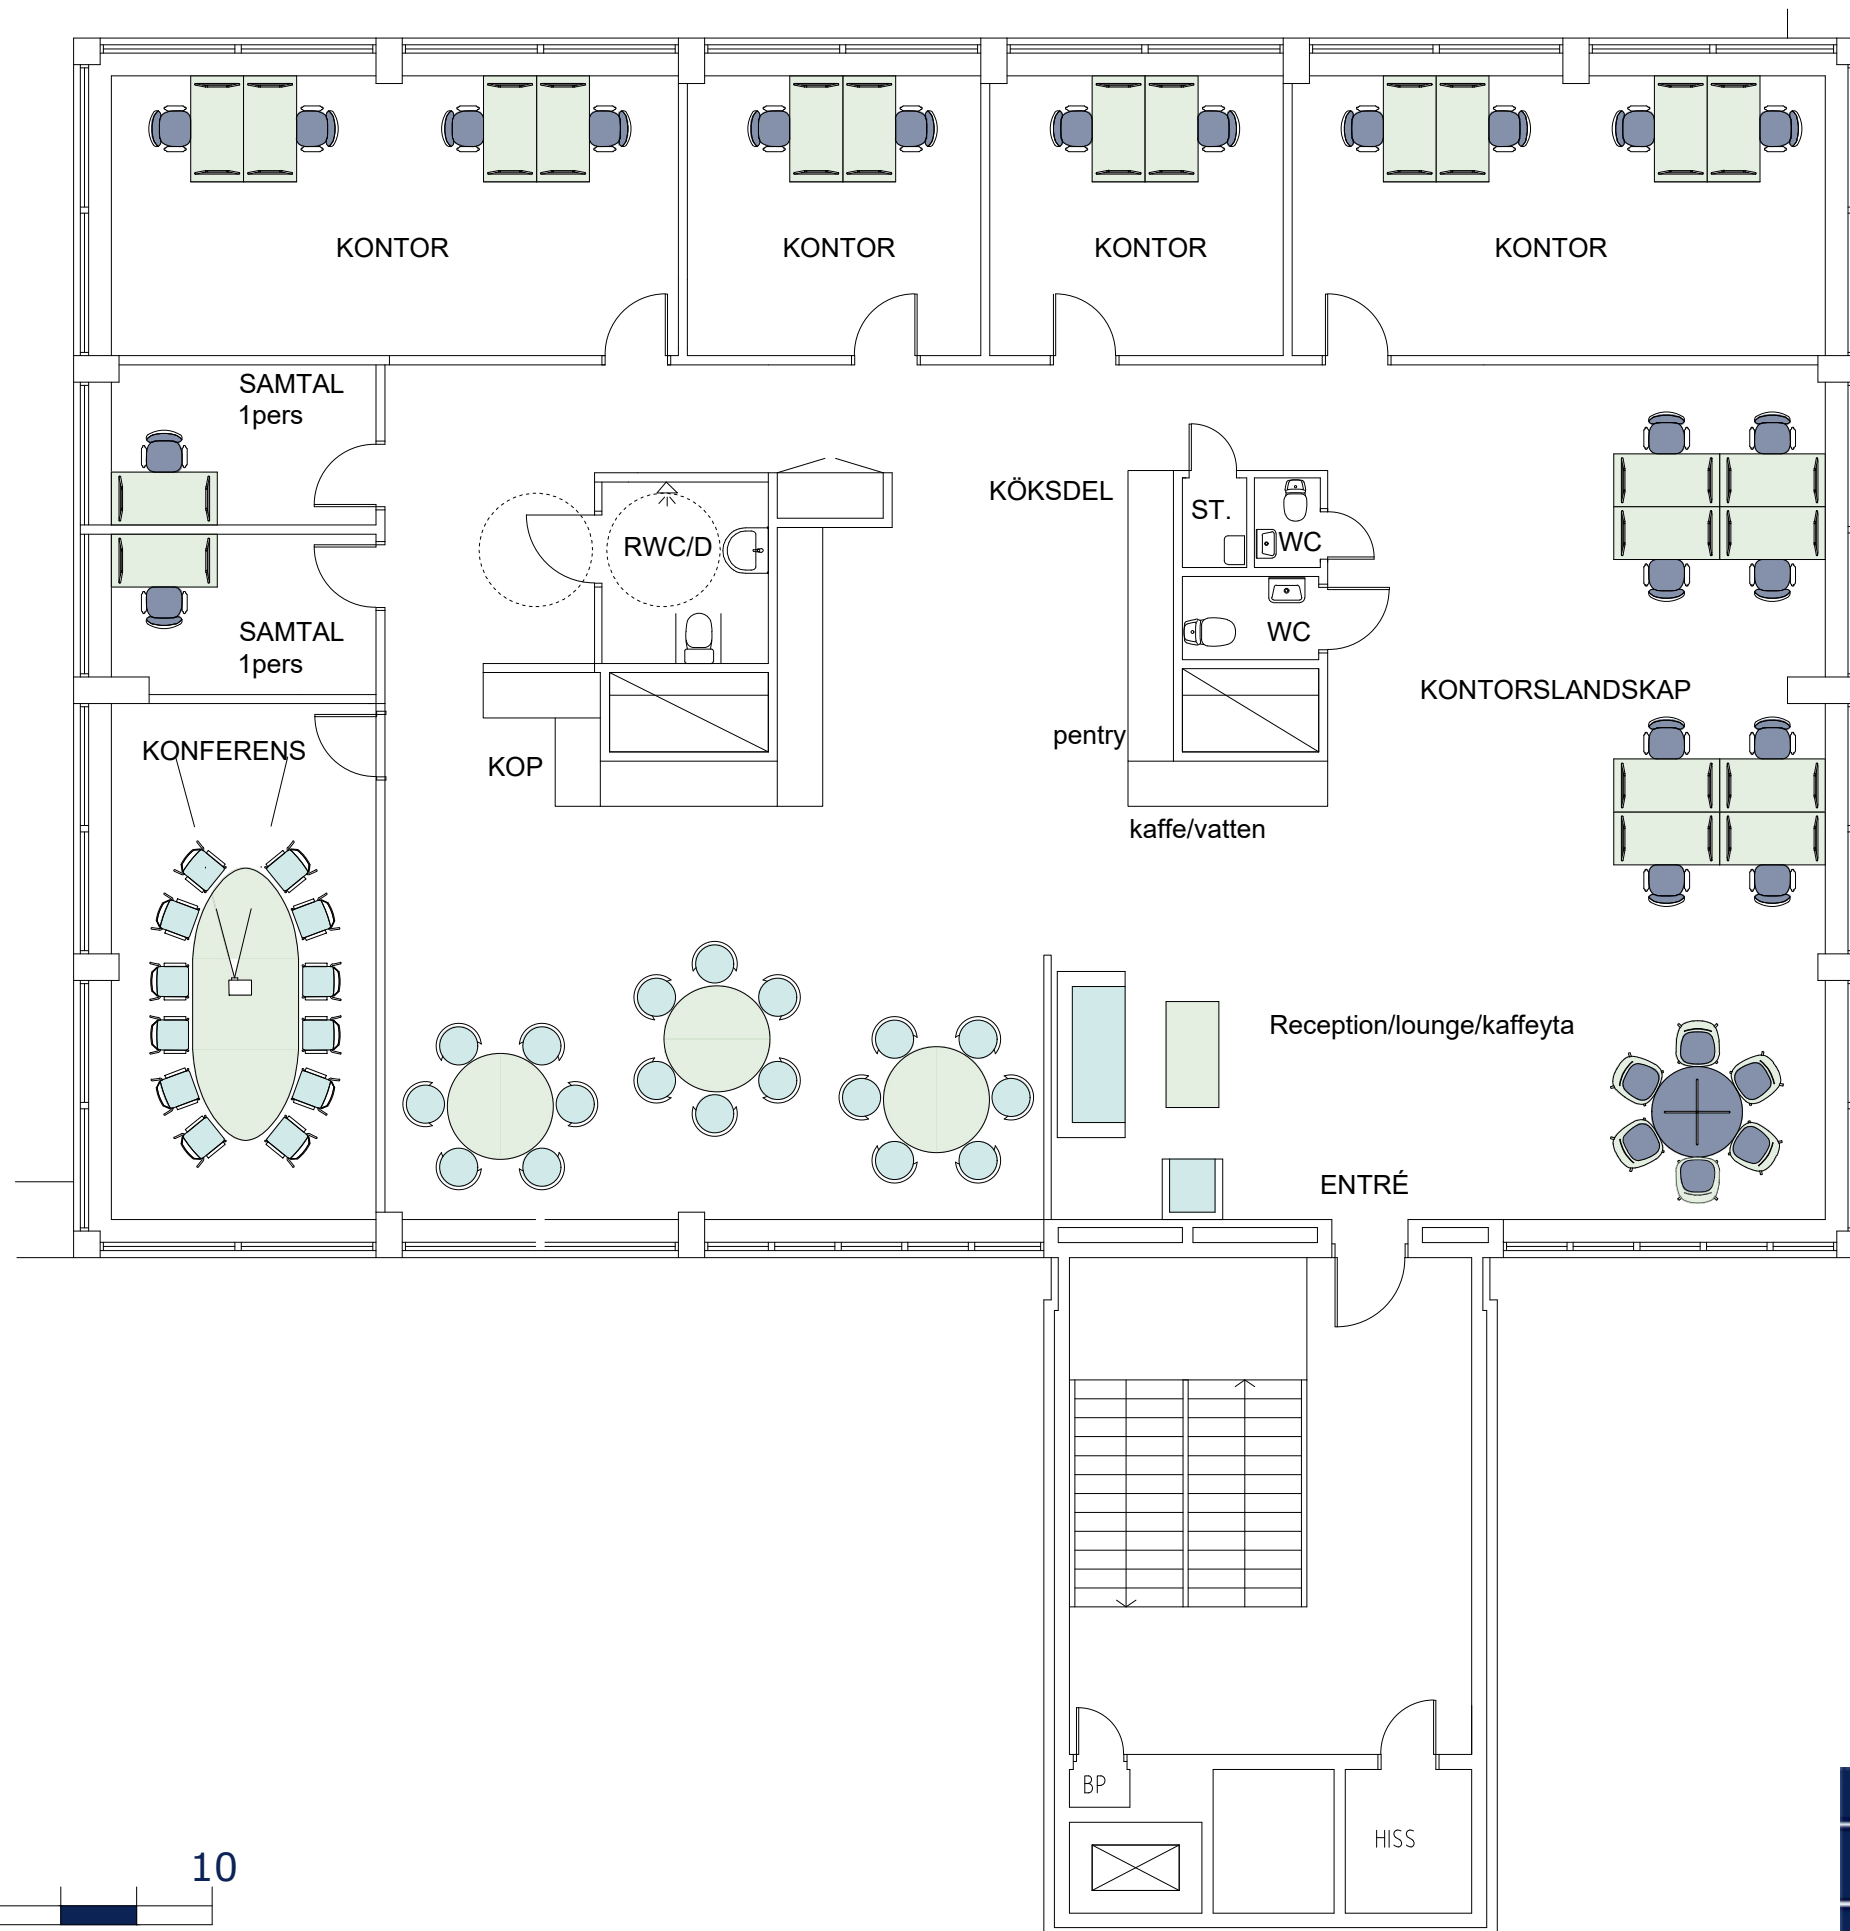 KONTOR
KONTOR
KONTOR
KONTOR
SAMTAL
1pers
KÖKSDEL
ST.
WC
RWC/D
SAMTAL
1pers
WC
KONTORSLANDSKAP
KONFERENS
KOP
pentry
kaffe/vatten
Reception/lounge/kaffeyta
ENTRÉ
BP
HISS
10